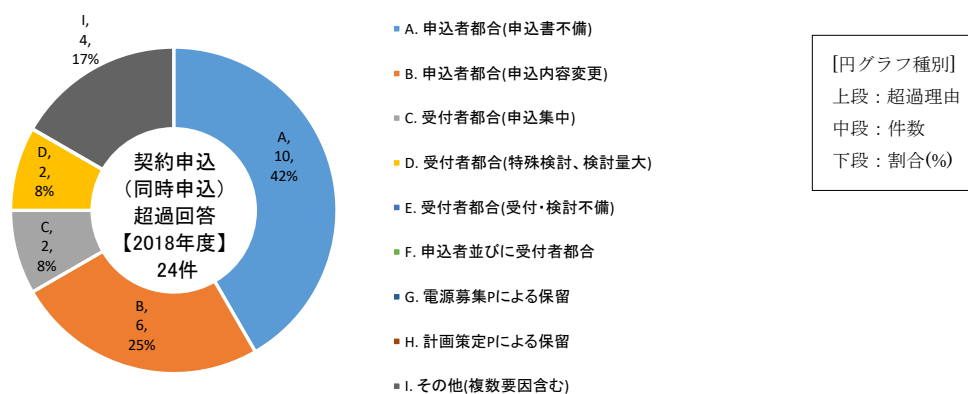 I,
4,
17%
A,
10,
42%
D,
2,
8%
C,
2,
8%
B,
6,
25%
契約申込
（同時申込）
超過回答
【2018年度】
24件
A. 申込者都合(申込書不備)
B. 申込者都合(申込内容変更)
C. 受付者都合(申込集中)
D. 受付者都合(特殊検討、検討量大)
E. 受付者都合(受付・検討不備)
F. 申込者並びに受付者都合
G. 電源募集Pによる保留
H. 計画策定Pによる保留
I. その他(複数要因含む)
[円グラフ種別]
上段：超過理由
中段：件数
下段：割合(%)